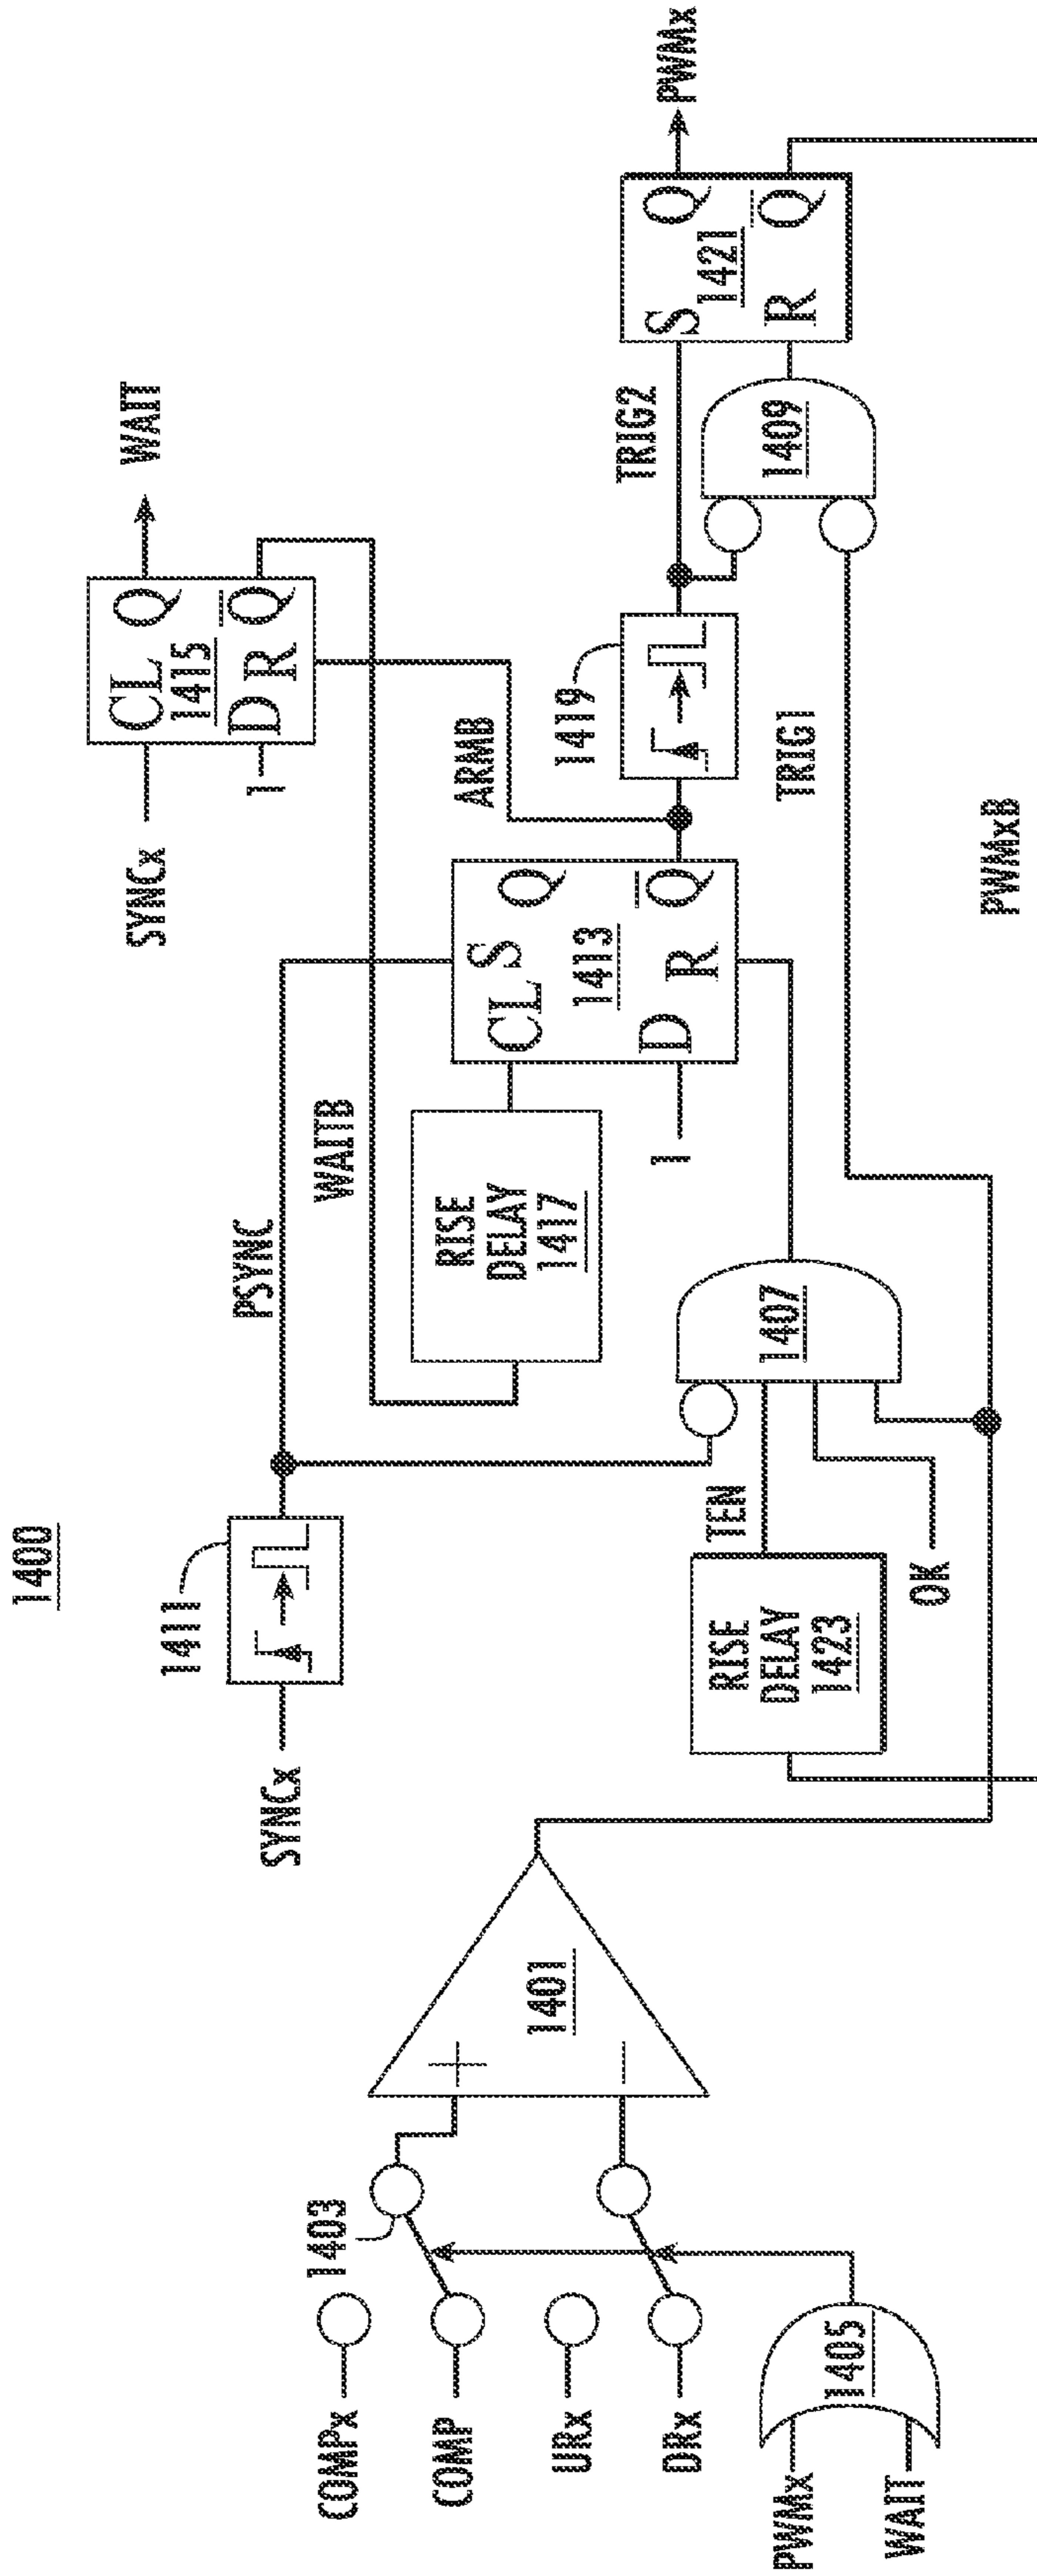 1400
COMPx
COMP
URx
DRx
PWMx
WAIT
1405
1403
+
−
1401
SYNCx
1411
PSYNC
WAITB
RISE
DELAY
1423
TEN
OK
1407
RISE
DELAY
1417
1
CL S Q
1413
D R Q̅
ARMB
SYNCx
1
CL Q
1415
D R Q̅
WAIT
1419
TRIG1
TRIG2
1409
S Q
1421
R Q̅
PWMx
PWMxB